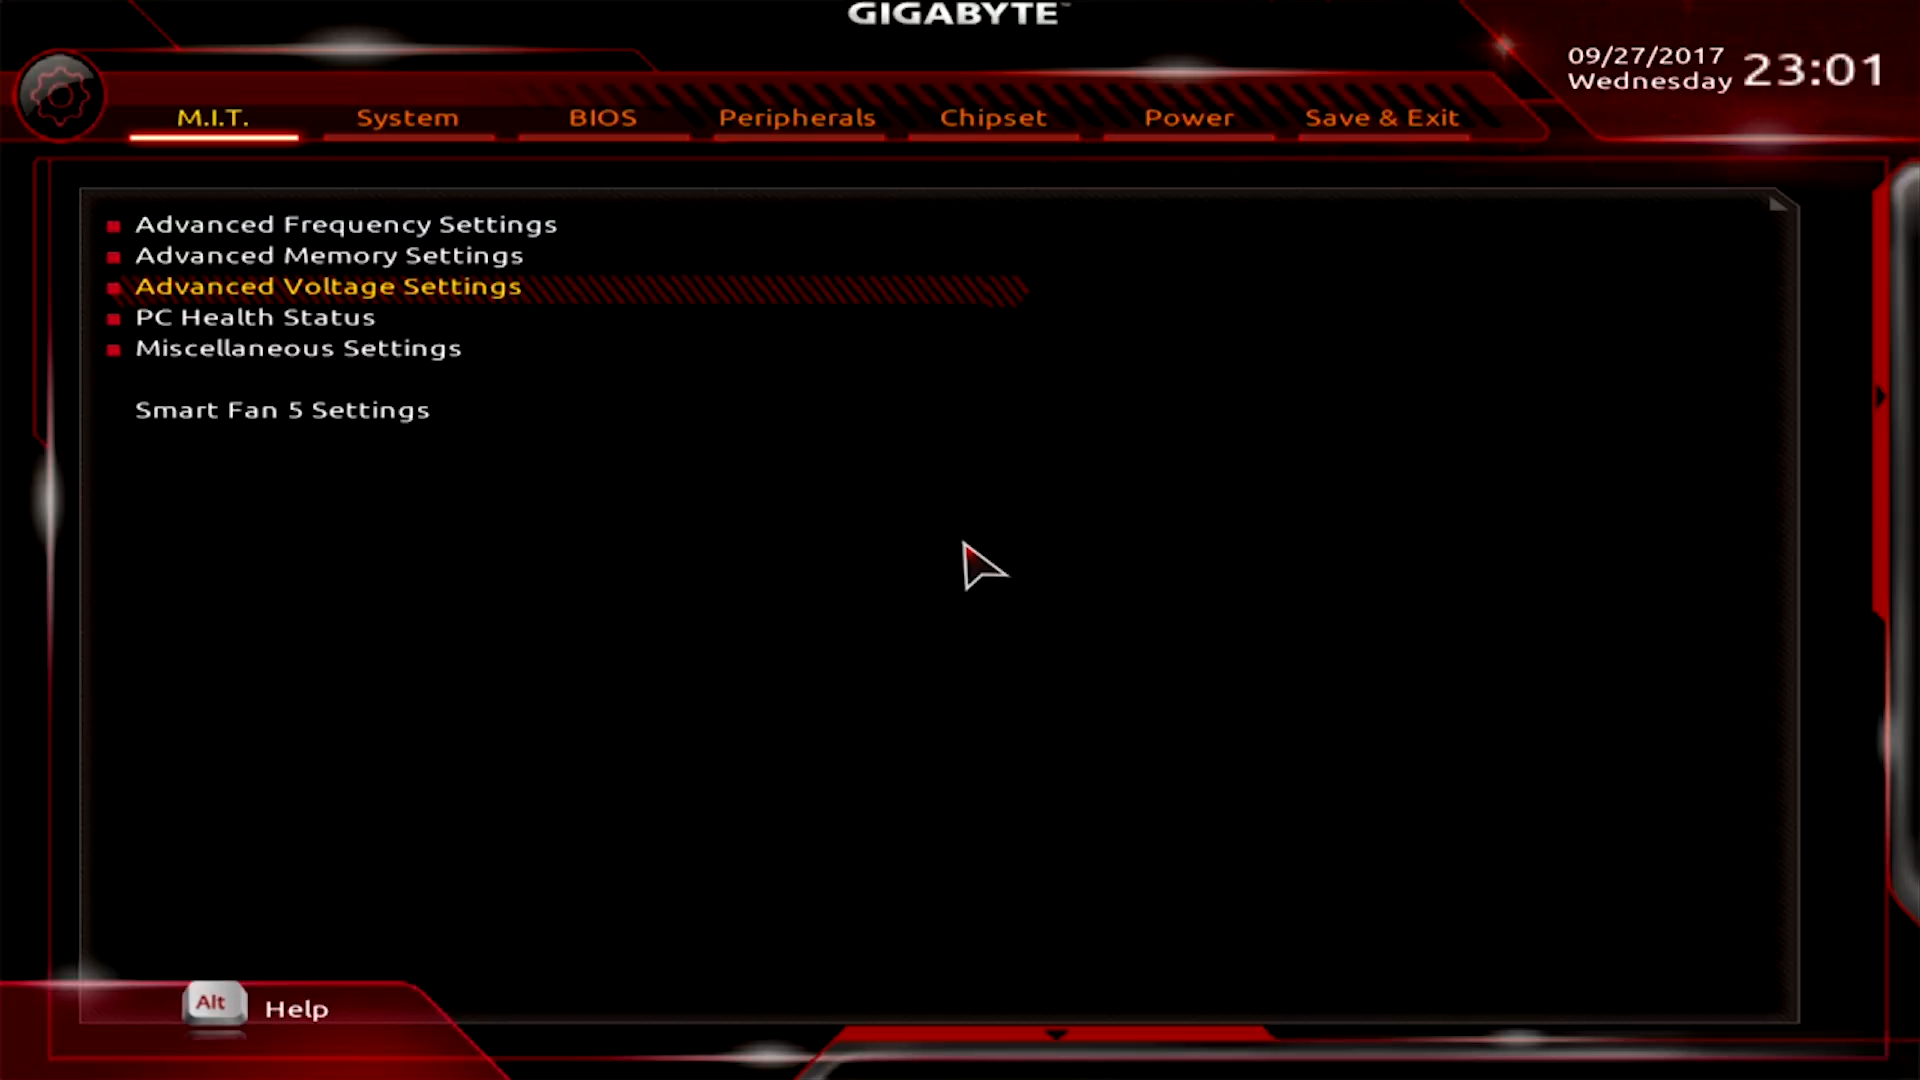 GIGABYTE™
09/27/2017
Wednesday
23:01
M.I.T.
System
BIOS
Peripherals
Chipset
Power
Save & Exit
Advanced Frequency Settings
Advanced Memory Settings
Advanced Voltage Settings
PC Health Status
Miscellaneous Settings
Smart Fan 5 Settings
Alt
Help